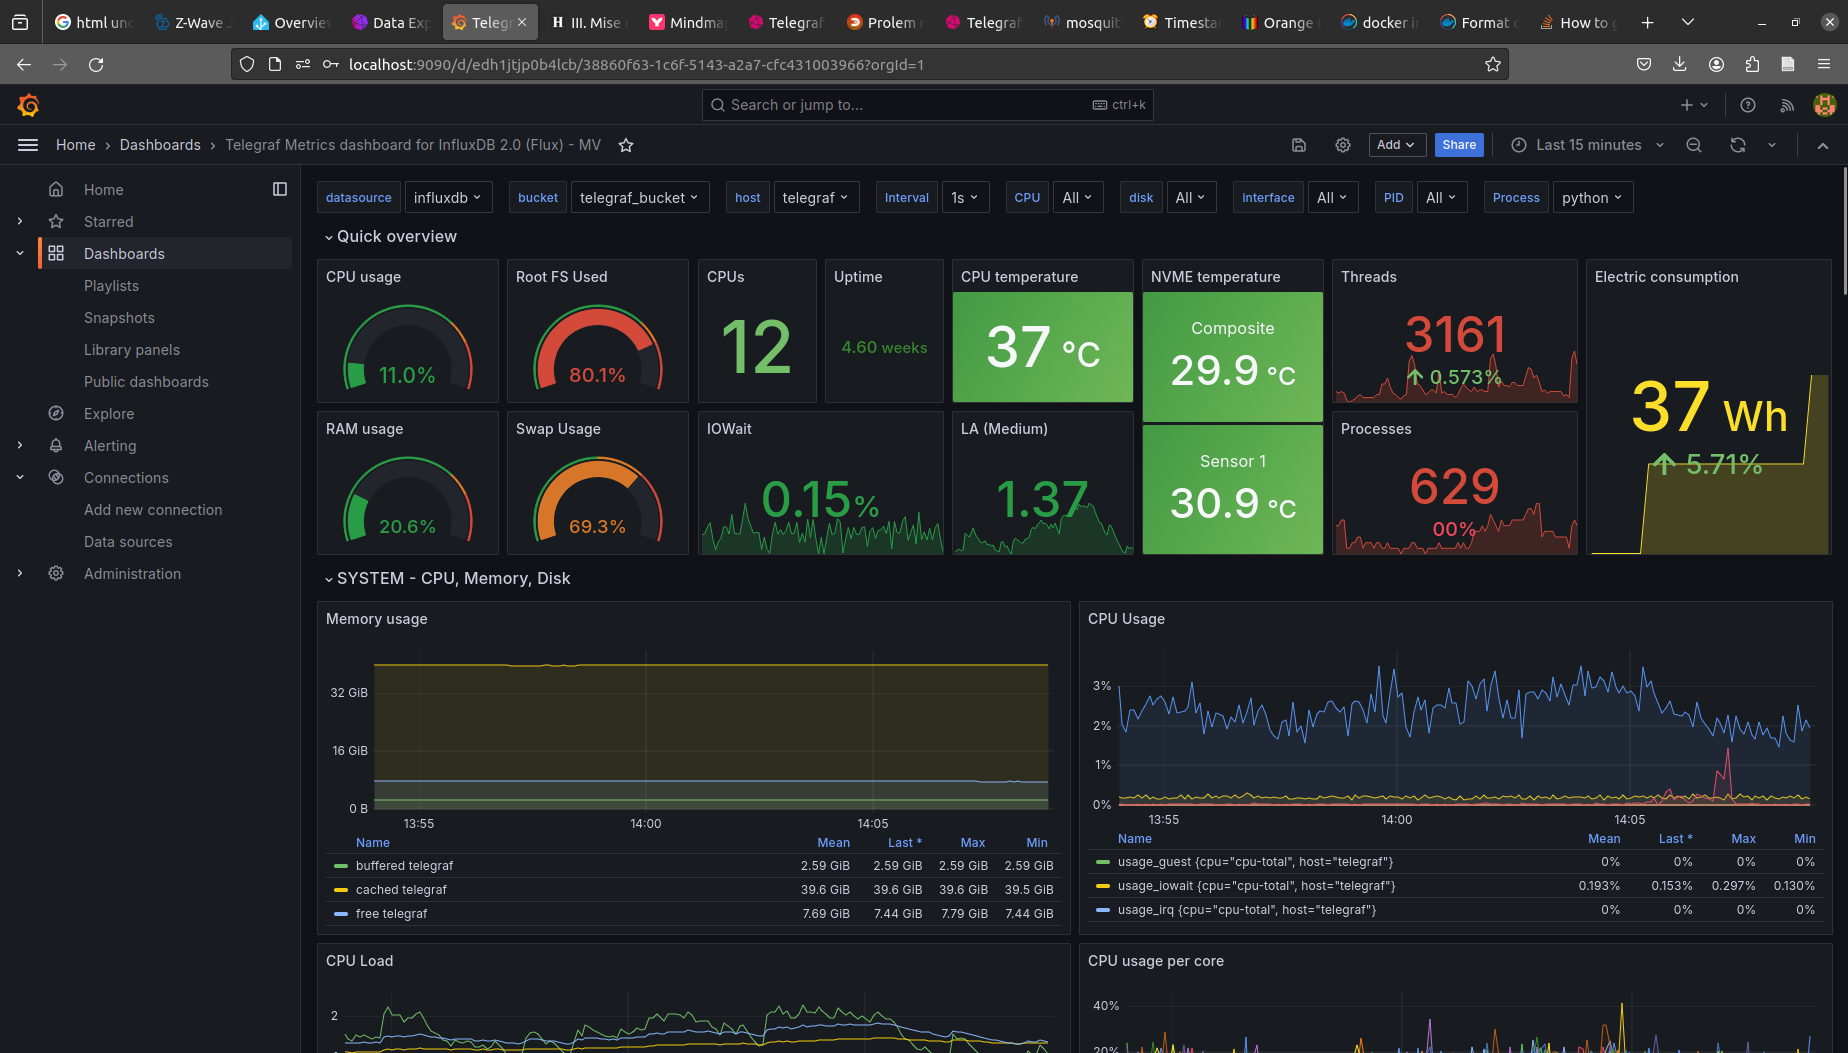 html und
Z-Wave J
Overvie
Data Exp
Telegr
III. Mise e
Mindma
Telegraf
Prolem r
Telegraf
mosquit
Timesta
Orange
docker i
Format c
How to g
localhost:9090/d/edh1jtjp0b4lcb/38860f63-1c6f-5143-a2a7-cfc431003966?orgId=1
Search or jump to...
ctrl+k
Home › Dashboards › Telegraf Metrics dashboard for InfluxDB 2.0 (Flux) - MV
Add
Share
Last 15 minutes
Home
Starred
Dashboards
Playlists
Snapshots
Library panels
Public dashboards
Explore
Alerting
Connections
Add new connection
Data sources
Administration
datasource influxdb
bucket telegraf_bucket
host telegraf
Interval 1s
CPU All
disk All
interface All
PID All
Process python
Quick overview
CPU usage
11.0%
Root FS Used
80.1%
CPUs
12
Uptime
4.60 weeks
CPU temperature
37 °C
NVME temperature
Composite
29.9 °C
Sensor 1
30.9 °C
Threads
3161
0.573%
Electric consumption
37 Wh
5.71%
RAM usage
20.6%
Swap Usage
69.3%
IOWait
0.15%
LA (Medium)
1.37
Processes
629
00%
SYSTEM - CPU, Memory, Disk
Memory usage
32 GiB
16 GiB
0 B
13:55 14:00 14:05
Name Mean Last * Max Min
buffered telegraf 2.59 GiB 2.59 GiB 2.59 GiB 2.59 GiB
cached telegraf 39.6 GiB 39.6 GiB 39.6 GiB 39.5 GiB
free telegraf 7.69 GiB 7.44 GiB 7.79 GiB 7.44 GiB
CPU Usage
3%
2%
1%
0%
13:55 14:00 14:05
Name Mean Last * Max Min
usage_guest {cpu="cpu-total", host="telegraf"} 0% 0% 0% 0%
usage_iowait {cpu="cpu-total", host="telegraf"} 0.193% 0.153% 0.297% 0.130%
usage_irq {cpu="cpu-total", host="telegraf"} 0% 0% 0% 0%
CPU Load
2
CPU usage per core
40%
20%